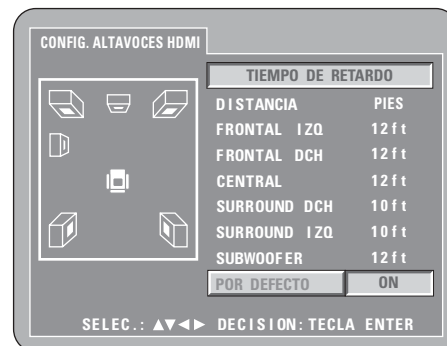 CONFIG. ALTAVOCES HDMI
TIEMPO DE RETARDO
DISTANCIA PIES
FRONTAL IZQ 12ft
FRONTAL DCH 12ft
CENTRAL 12ft
SURROUND DCH 10ft
SURROUND IZQ 10ft
SUBWOOFER 12ft
POR DEFECTO ON
SELEC.: ▲▼◄► DECISION: TECLA ENTER